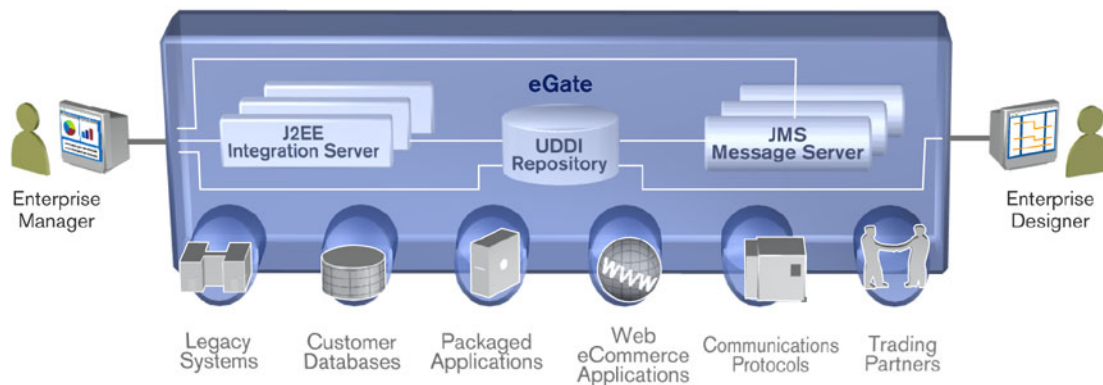 eGate
J2EE
Integration Server
UDDI
Repository
JMS
Message Server
Enterprise
Manager
Enterprise
Designer
www
Legacy
Systems
Customer
Databases
Packaged
Applications
Web
eCommerce
Applications
Communications
Protocols
Trading
Partners